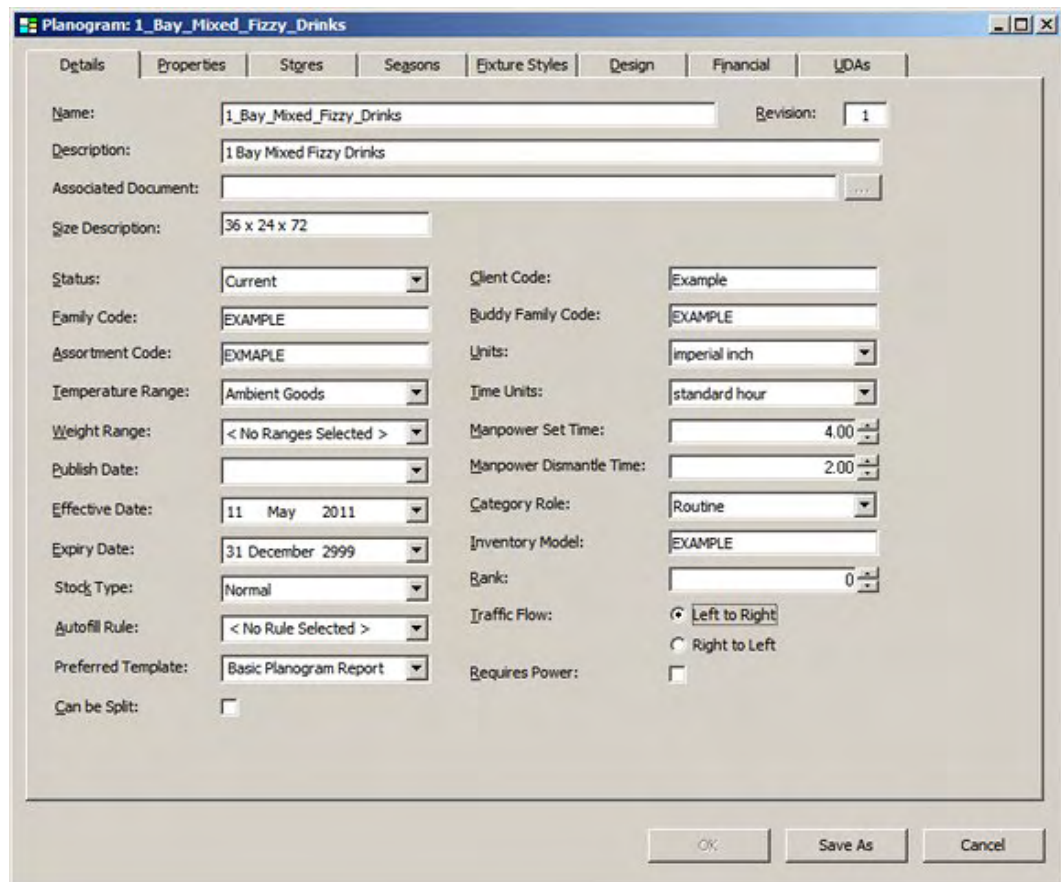 Planogram: 1_Bay_Mixed_Fizzy_Drinks
Details Properties Stores Seasons Fixture Styles Design Financial UDAs
Name: 1_Bay_Mixed_Fizzy_Drinks Revision: 1
Description: 1 Bay Mixed Fizzy Drinks
Associated Document: ...
Size Description: 36 x 24 x 72
Status: Current Client Code: Example
Family Code: EXAMPLE Buddy Family Code: EXAMPLE
Assortment Code: EXMAPLE Units: imperial inch
Temperature Range: Ambient Goods Time Units: standard hour
Weight Range: < No Ranges Selected > Manpower Set Time: 4.00
Publish Date: Manpower Dismantle Time: 2.00
Effective Date: 11 May 2011 Category Role: Routine
Expiry Date: 31 December 2999 Inventory Model: EXAMPLE
Stock Type: Normal Rank: 0
Autofill Rule: < No Rule Selected > Traffic Flow: Left to Right
Right to Left
Preferred Template: Basic Planogram Report Requires Power:
Can be Split:
OK Save As Cancel